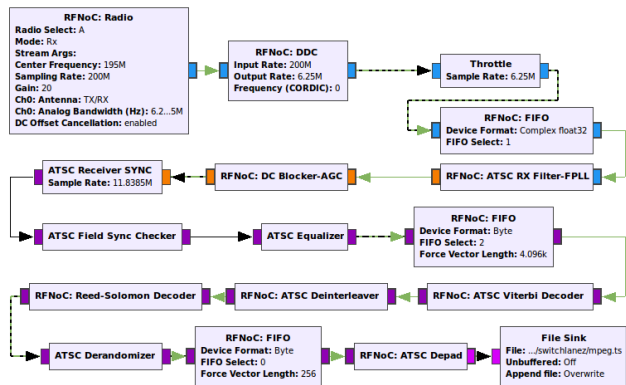 RFNoC: Radio
Radio Select: A
Mode: Rx
Stream Args:
Center Frequency: 195M
Sampling Rate: 200M
Gain: 20
Ch0: Antenna: TX/RX
Ch0: Analog Bandwidth (Hz): 6.2...5M
DC Offset Cancellation: enabled
RFNoC: DDC
Input Rate: 200M
Output Rate: 6.25M
Frequency (CORDIC): 0
Throttle
Sample Rate: 6.25M
RFNoC: FIFO
Device Format: Complex float32
FIFO Select: 1
ATSC Receiver SYNC
Sample Rate: 11.8385M
RFNoC: DC Blocker-AGC
RFNoC: ATSC RX Filter-FPLL
ATSC Field Sync Checker
ATSC Equalizer
RFNoC: FIFO
Device Format: Byte
FIFO Select: 2
Force Vector Length: 4.096k
RFNoC: Reed-Solomon Decoder
RFNoC: ATSC Deinterleaver
RFNoC: ATSC Viterbi Decoder
ATSC Derandomizer
RFNoC: FIFO
Device Format: Byte
FIFO Select: 0
Force Vector Length: 256
RFNoC: ATSC Depad
File Sink
File: .../switchlanez/mpeg.ts
Unbuffered: Off
Append file: Overwrite